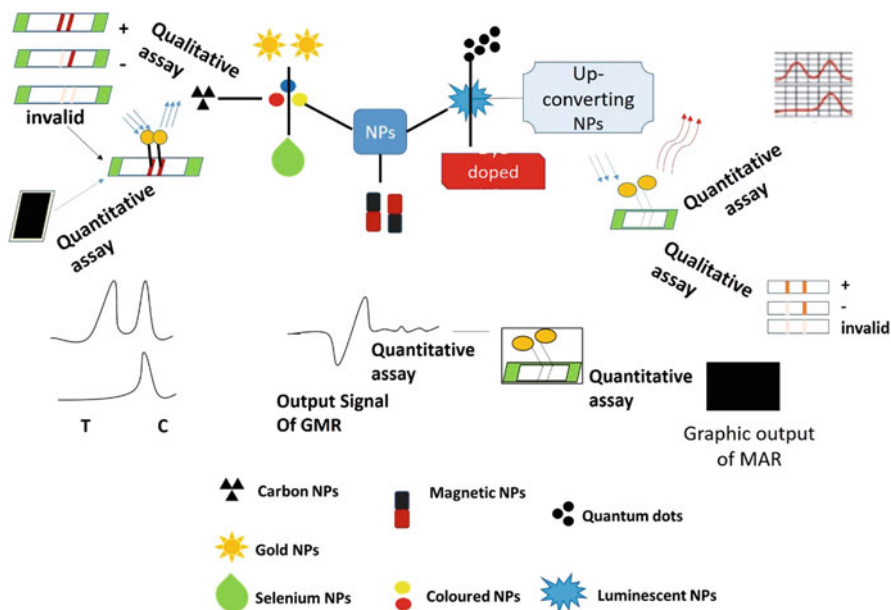 +
-
invalid
Qualitative
assay
Quantitative
assay
NPs
Up-
converting
NPs
doped
Quantitative
assay
Qualitative
assay
+
-
invalid
T C
Output Signal
Of GMR
Quantitative
assay
Quantitative
assay
Graphic output
of MAR
Carbon NPs
Magnetic NPs
Quantum dots
Gold NPs
Selenium NPs
Coloured NPs
Luminescent NPs